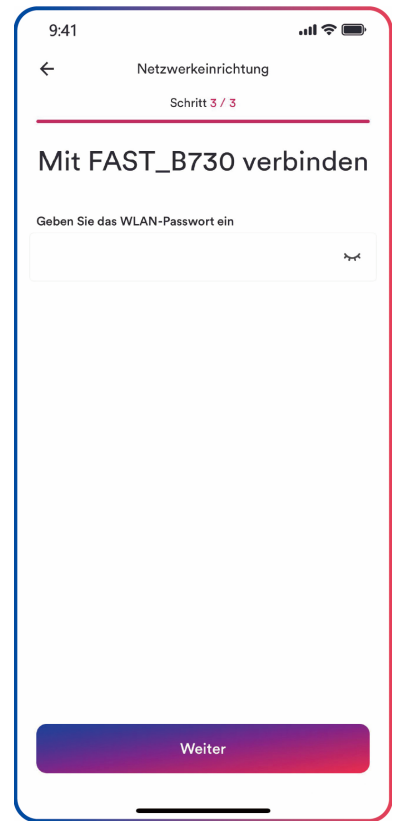 9:41
Netzwerkeinrichtung
Schritt 3 / 3
Mit FAST_B730 verbinden
Geben Sie das WLAN-Passwort ein
Weiter